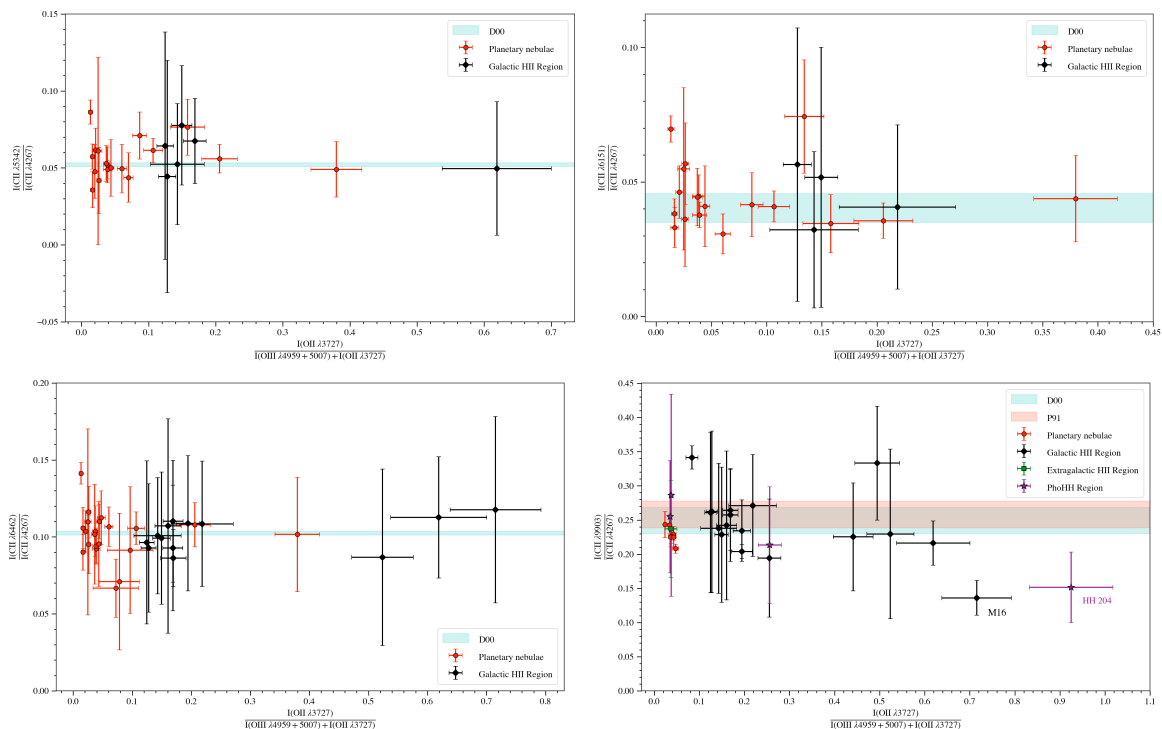 0.15
0.10
0.05
0.00
−0.05
I(CII λ5342)
I(CII λ4267)
D00
Planetary nebulae
Galactic HII Region
0.0 0.1 0.2 0.3 0.4 0.5 0.6 0.7
I(OII λ3727)
I(OIII λ4959 + 5007) + I(OII λ3727)
0.10
0.05
0.00
I(CII λ6151)
I(CII λ4267)
D00
Planetary nebulae
Galactic HII Region
0.00 0.05 0.10 0.15 0.20 0.25 0.30 0.35 0.40 0.45
I(OII λ3727)
I(OIII λ4959 + 5007) + I(OII λ3727)
0.20
0.15
0.10
0.05
0.00
I(CII λ6462)
I(CII λ4267)
D00
Planetary nebulae
Galactic HII Region
0.0 0.1 0.2 0.3 0.4 0.5 0.6 0.7 0.8
I(OII λ3727)
I(OIII λ4959 + 5007) + I(OII λ3727)
0.45
0.40
0.35
0.30
0.25
0.20
0.15
0.10
0.05
0.00
I(CII λ9903)
I(CII λ4267)
D00
P91
Planetary nebulae
Galactic HII Region
Extragalactic HII Region
PhoHH Region
HH 204
M16
0.0 0.1 0.2 0.3 0.4 0.5 0.6 0.7 0.8 0.9 1.0 1.1
I(OII λ3727)
I(OIII λ4959 + 5007) + I(OII λ3727)